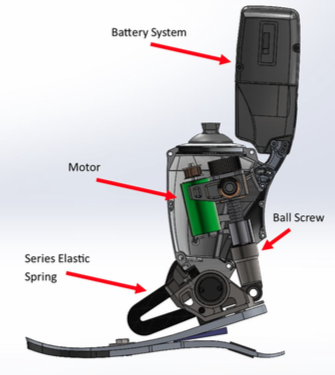 Battery System
Motor
Ball Screw
Series Elastic
Spring